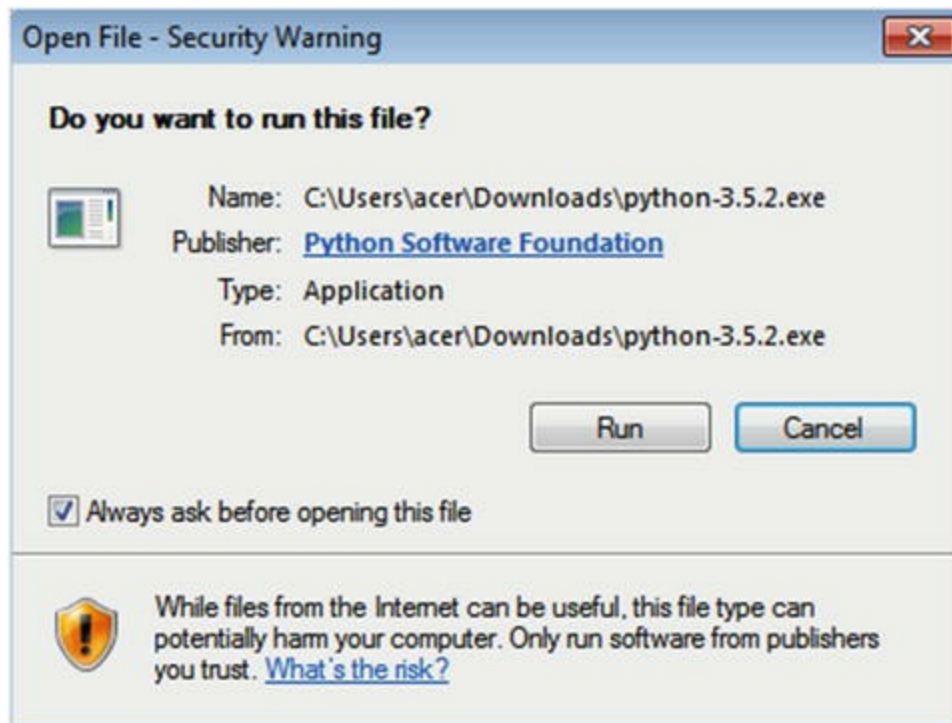 Open File - Security Warning
Do you want to run this file?
Name: C:\Users\acer\Downloads\python-3.5.2.exe
Publisher: Python Software Foundation
Type: Application
From: C:\Users\acer\Downloads\python-3.5.2.exe
Run Cancel
Always ask before opening this file
While files from the Internet can be useful, this file type can
potentially harm your computer. Only run software from publishers
you trust. What's the risk?